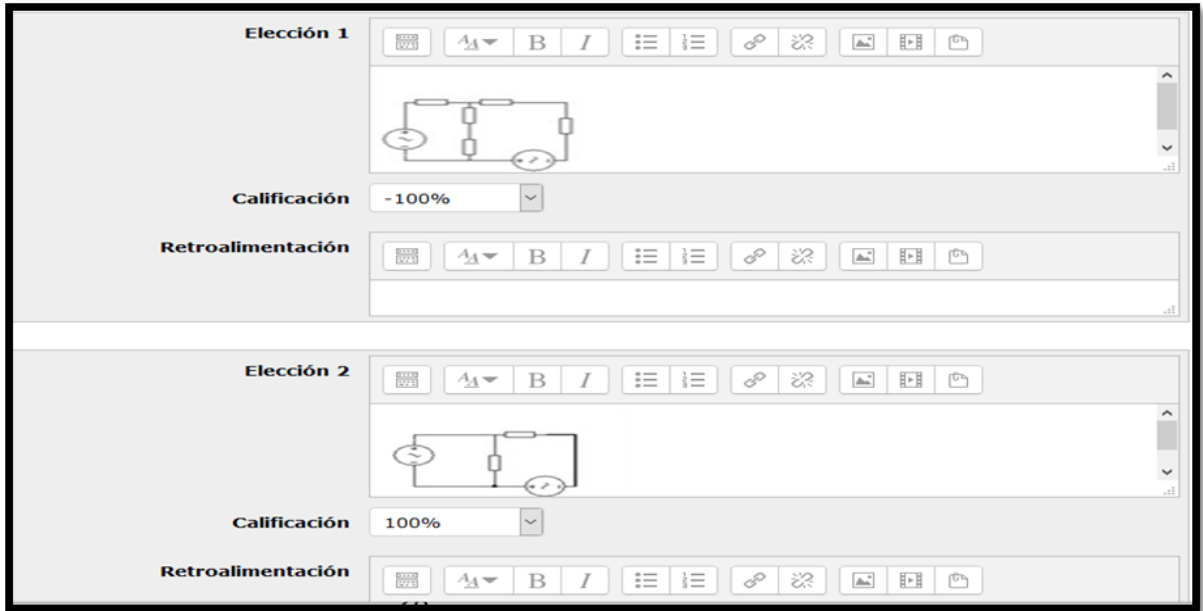 Elección 1
Calificación -100%
Retroalimentación
Elección 2
Calificación 100%
Retroalimentación